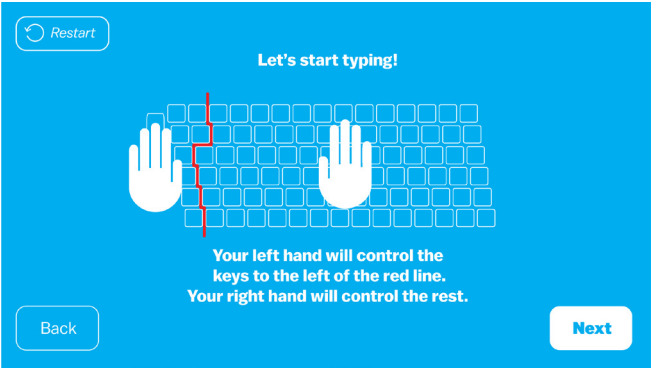 Restart
Let's start typing!
Your left hand will control the
keys to the left of the red line.
Your right hand will control the rest.
Back
Next